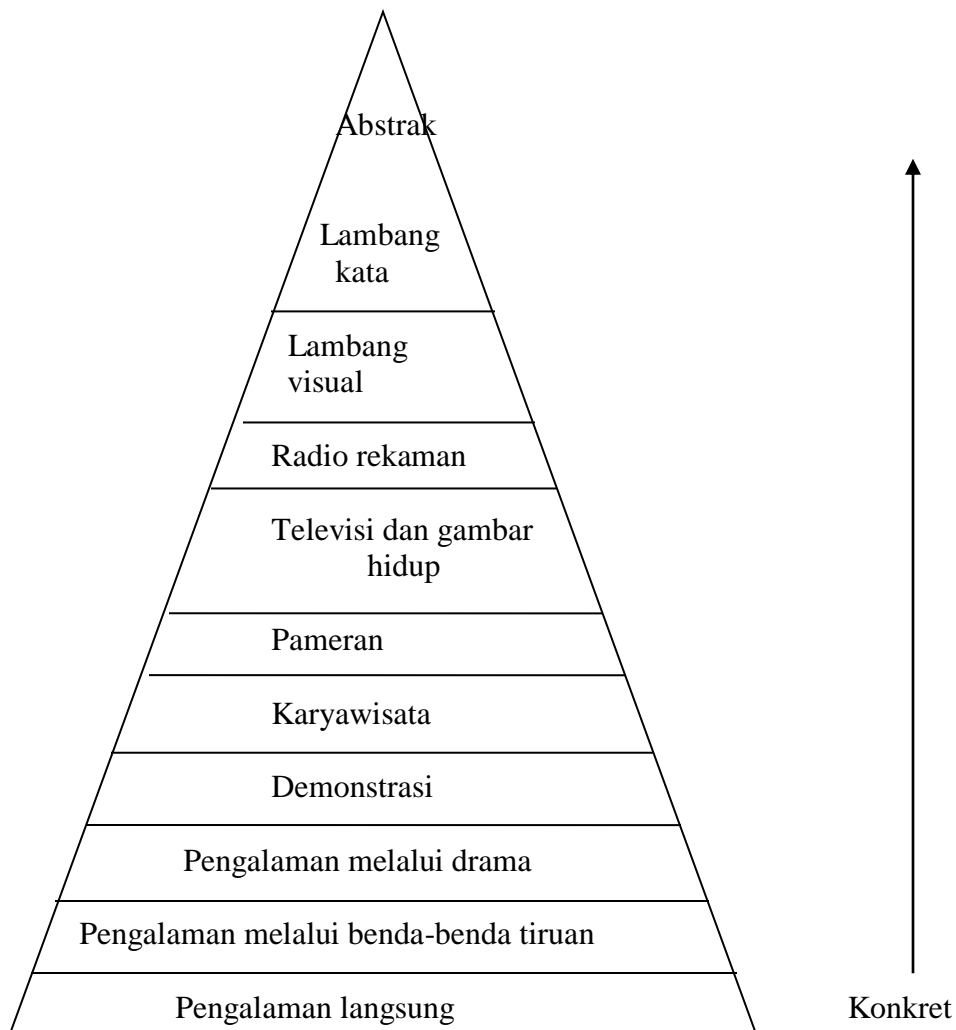 Abstrak
Lambang
kata
Lambang
visual
Radio rekaman
Televisi dan gambar
hidup
Pameran
Karyawisata
Demonstrasi
Pengalaman melalui drama
Pengalaman melalui benda-benda tiruan
Pengalaman langsung
Konkret